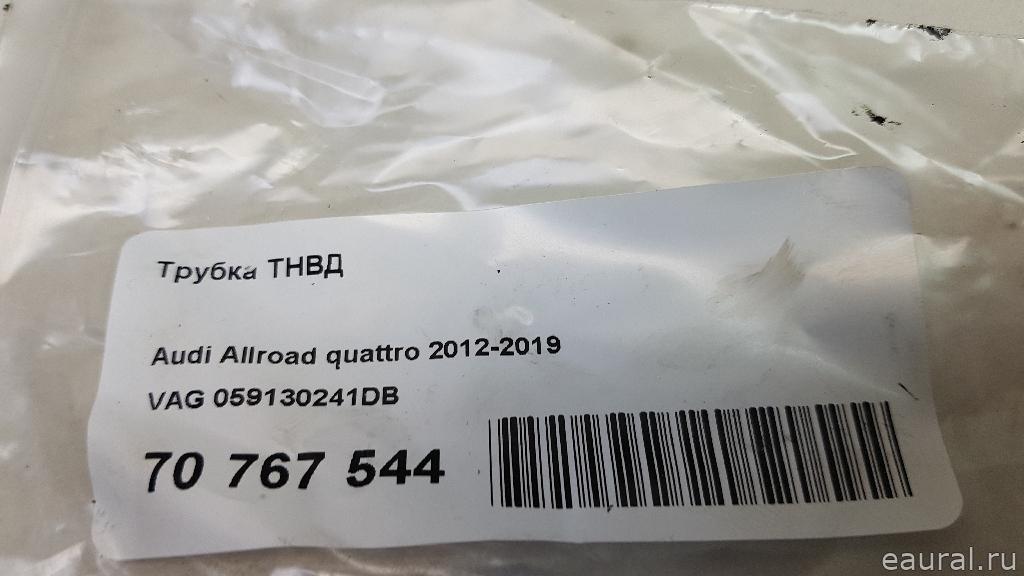 Трубка ТНВД
Audi Allroad quattro 2012-2019
VAG 059130241DB
70 767 544
eaural.ru